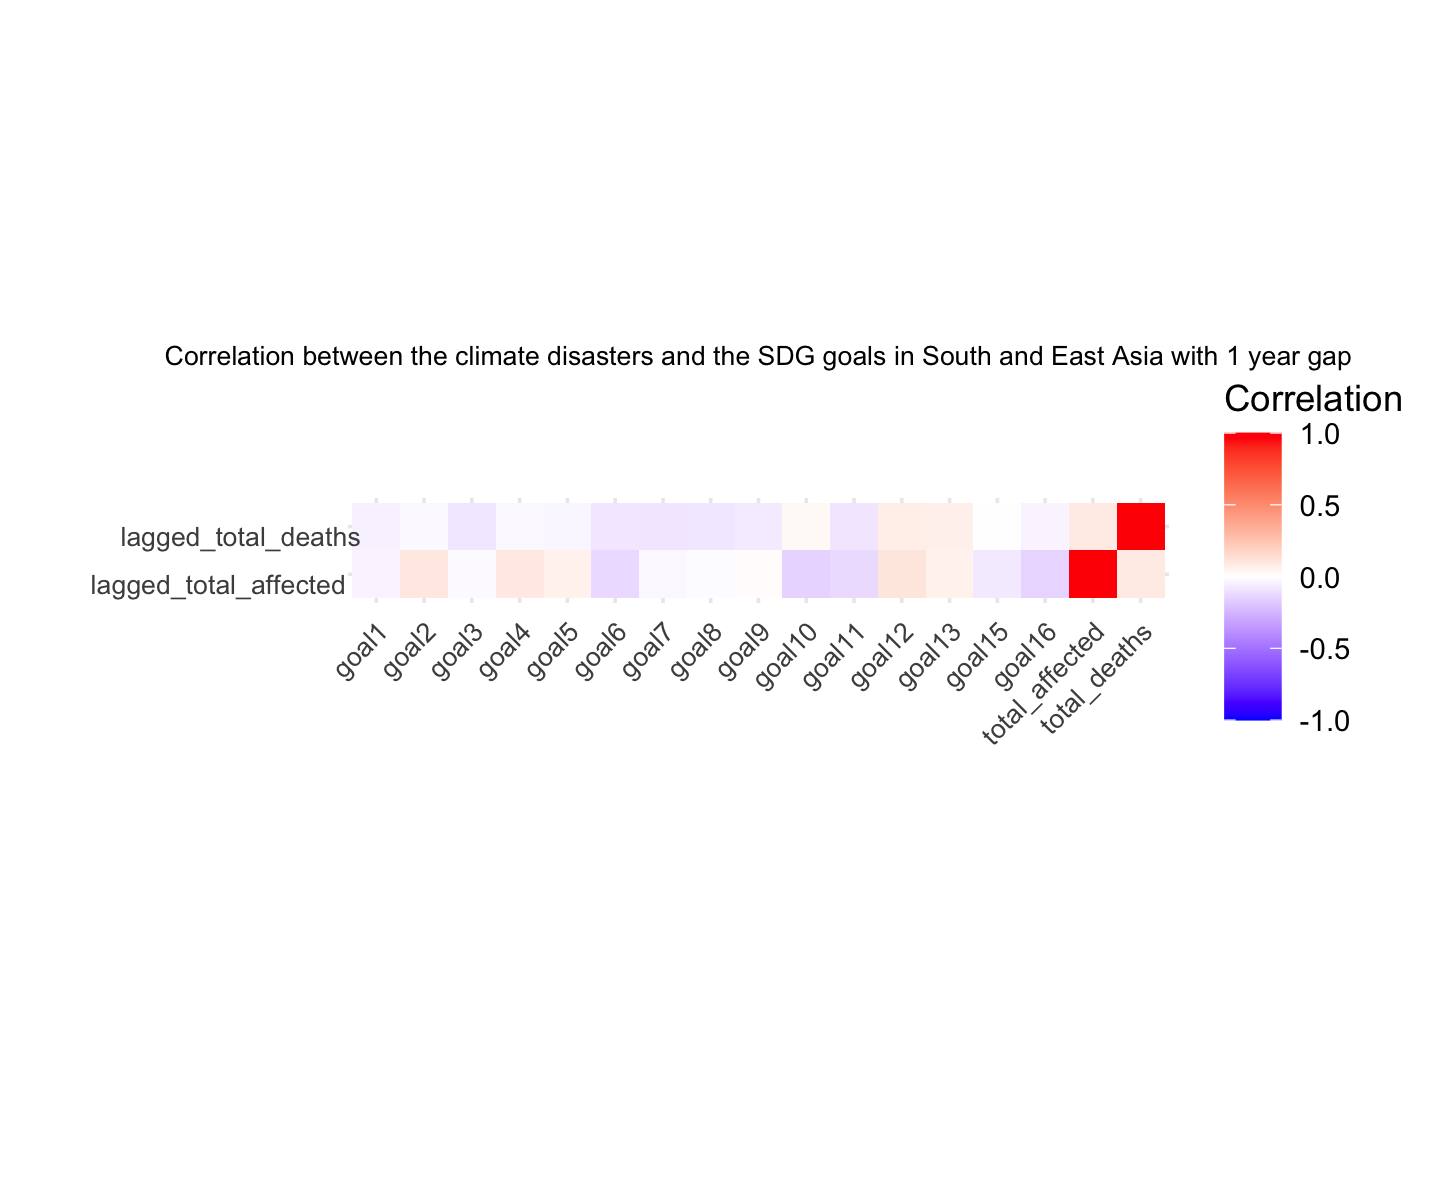 Correlation between the climate disasters and the SDG goals in South and East Asia with 1 year gap
Correlation
1.0
0.5
0.0
-0.5
-1.0
lagged_total_deaths
lagged_total_affected
goal1
goal2
goal3
goal4
goal5
goal6
goal7
goal8
goal9
goal10
goal11
goal12
goal13
goal15
goal16
total_affected
total_deaths